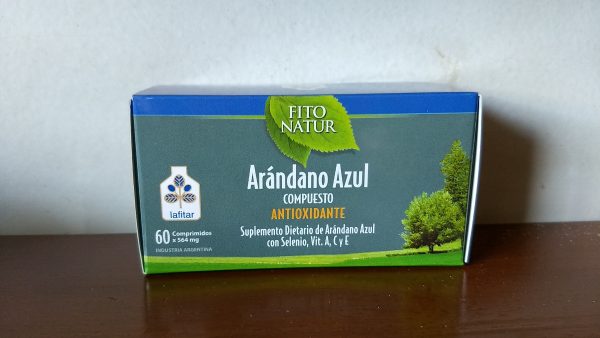 FITO
NATUR
Arándano Azul
COMPUESTO
ANTIOXIDANTE
Suplemento Dietario de Arándano Azul
con Selenio, Vit. A, C y E
lafitar
60 Comprimidos
x 564 mg
INDUSTRIA ARGENTINA